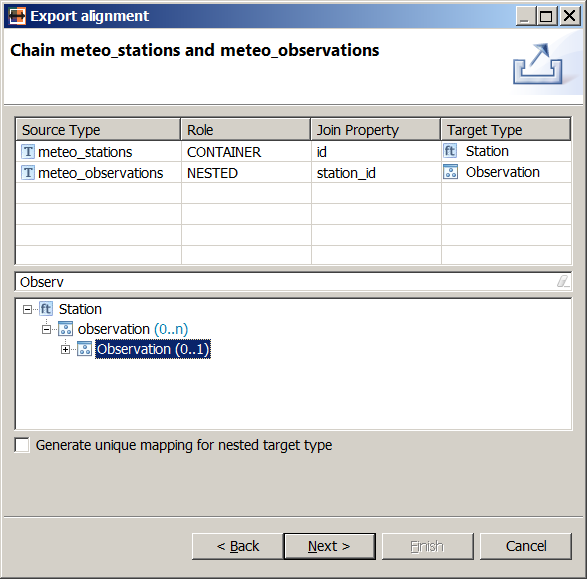 Export alignment
Chain meteo_stations and meteo_observations
Source Type Role Join Property Target Type
T meteo_stations CONTAINER id ft Station
T meteo_observations NESTED station_id Observation
Observ
ft Station
observation (0..n)
Observation (0..1)
Generate unique mapping for nested target type
< Back Next > Finish Cancel